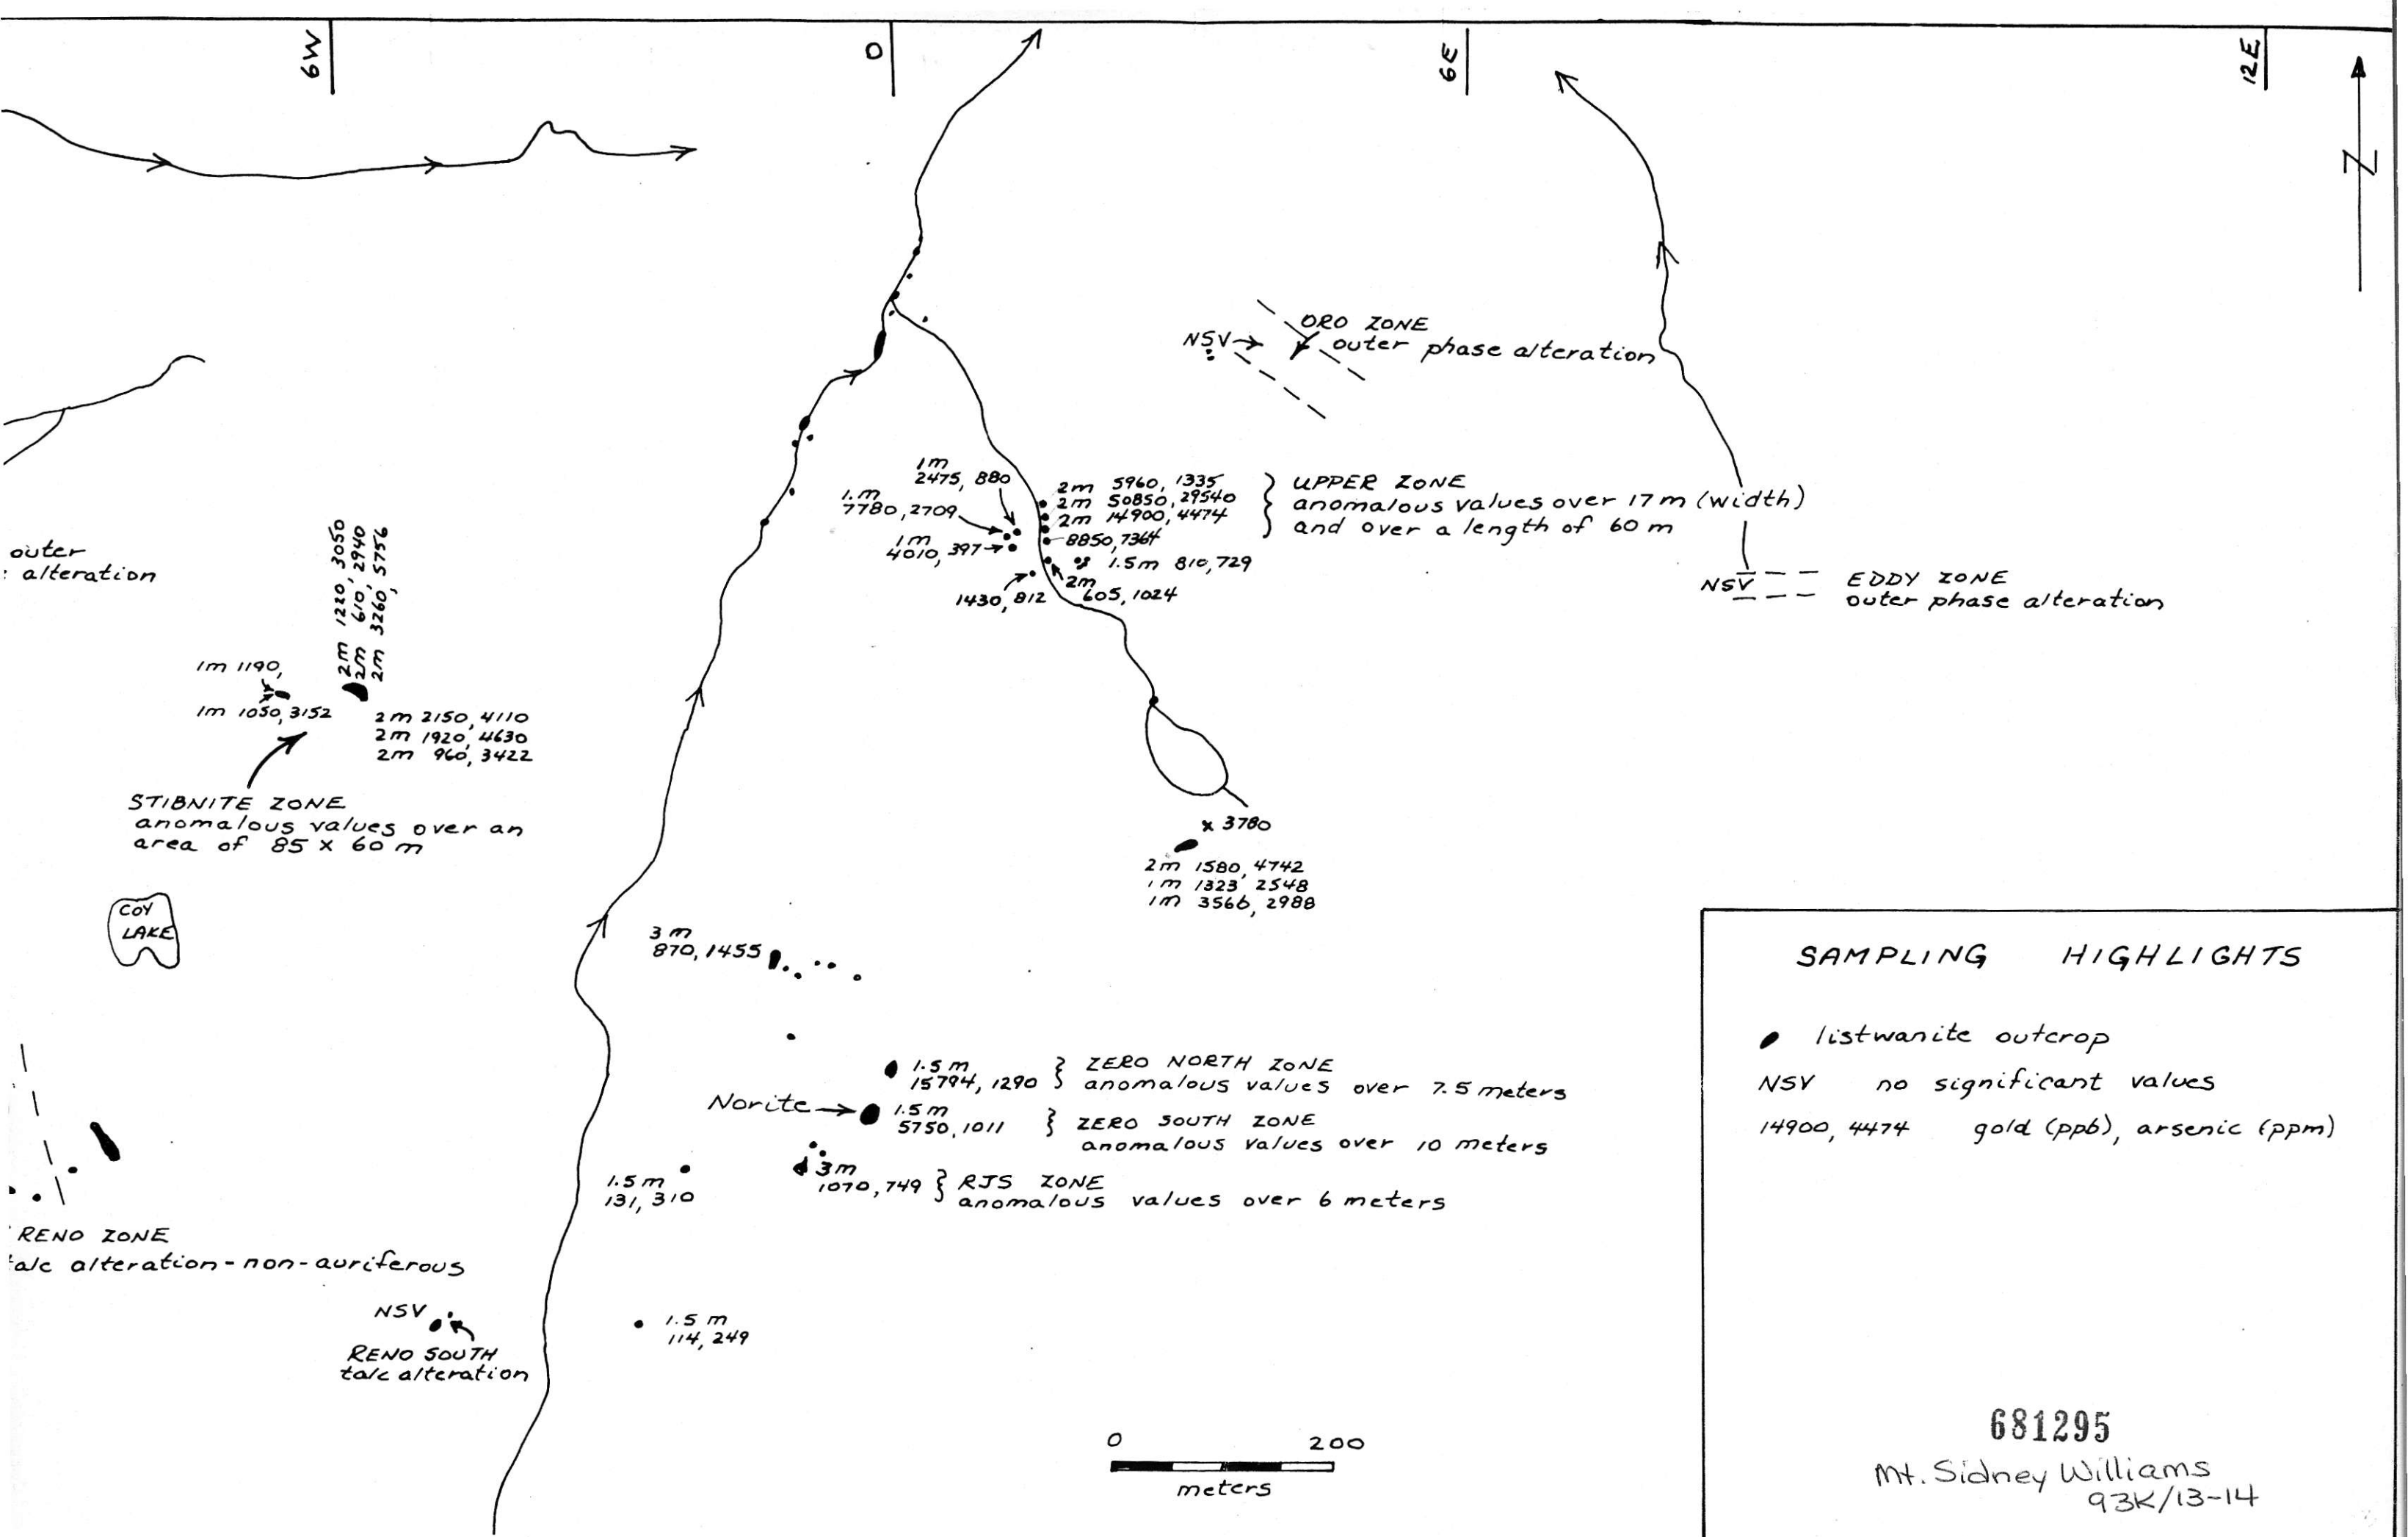 6W
0
6E
12E
N
ORO ZONE
NSV
outer phase alteration
1m
2475, 880
1.m
7780, 2709
1m
4010, 397
1430, 812
2m 5960, 1335
2m 50850, 29540
2m 14900, 4474
8850, 7364
1.5m 810, 729
2m
605, 1024
UPPER ZONE
anomalous values over 17m (width)
and over a length of 60 m
NSV
EDDY ZONE
outer phase alteration
outer
alteration
2m 1220, 3050
2m 610, 2940
2m 3260, 5756
1m 1190,
1m 1050, 3152
2m 2150, 4110
2m 1920, 4630
2m 960, 3422
STIBNITE ZONE
anomalous values over an
area of 85 x 60 m
COY
LAKE
x 3780
2m 1580, 4742
1m 1323 2548
1m 3566, 2988
3 m
870, 1455
1.5 m
15794, 1290
ZERO NORTH ZONE
anomalous values over 7.5 meters
Norite
1.5 m
5750, 1011
ZERO SOUTH ZONE
anomalous values over 10 meters
3m
1070, 749
RJS ZONE
anomalous values over 6 meters
1.5 m
131, 310
RENO ZONE
talc alteration - non-auriferous
NSV
RENO SOUTH
talc alteration
1.5 m
114, 249
0 200
meters
SAMPLING HIGHLIGHTS
listwanite outcrop
NSV no significant values
14900, 4474 gold (ppb), arsenic (ppm)
681295
Mt. Sidney Williams
93K/13-14